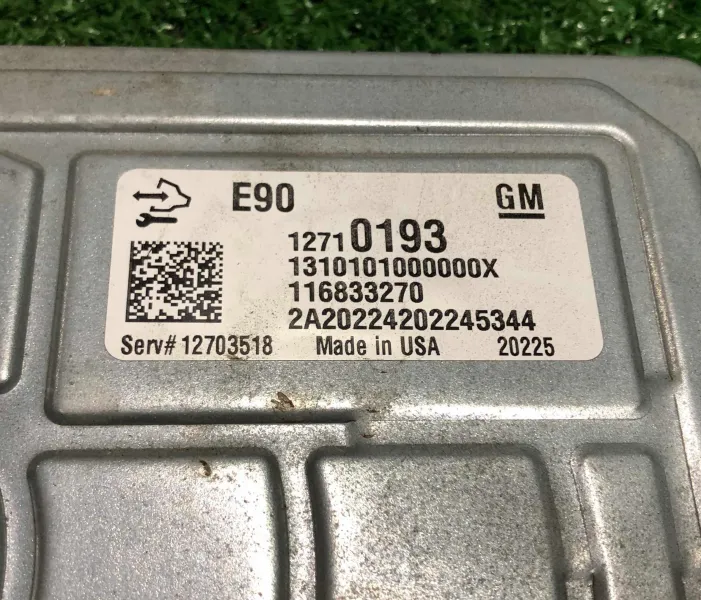 E90 GM
12710193
1310101000000X
116833270
2A20224202245344
Serv# 12703518 Made in USA 20225